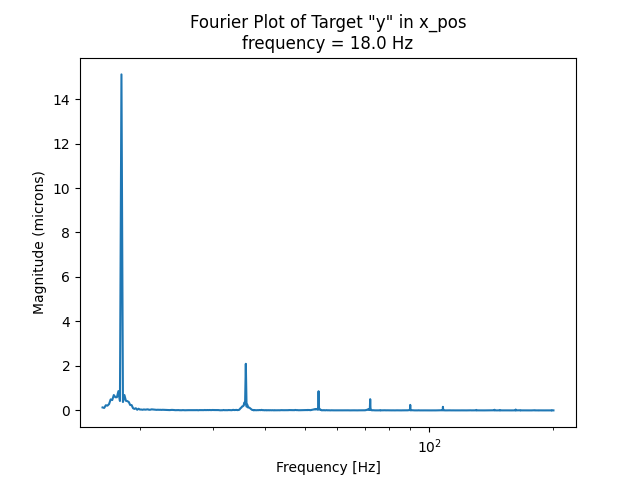 Fourier Plot of Target "y" in x_pos
frequency = 18.0 Hz
14
12
10
8
6
4
2
0
Magnitude (microns)
10²
Frequency [Hz]